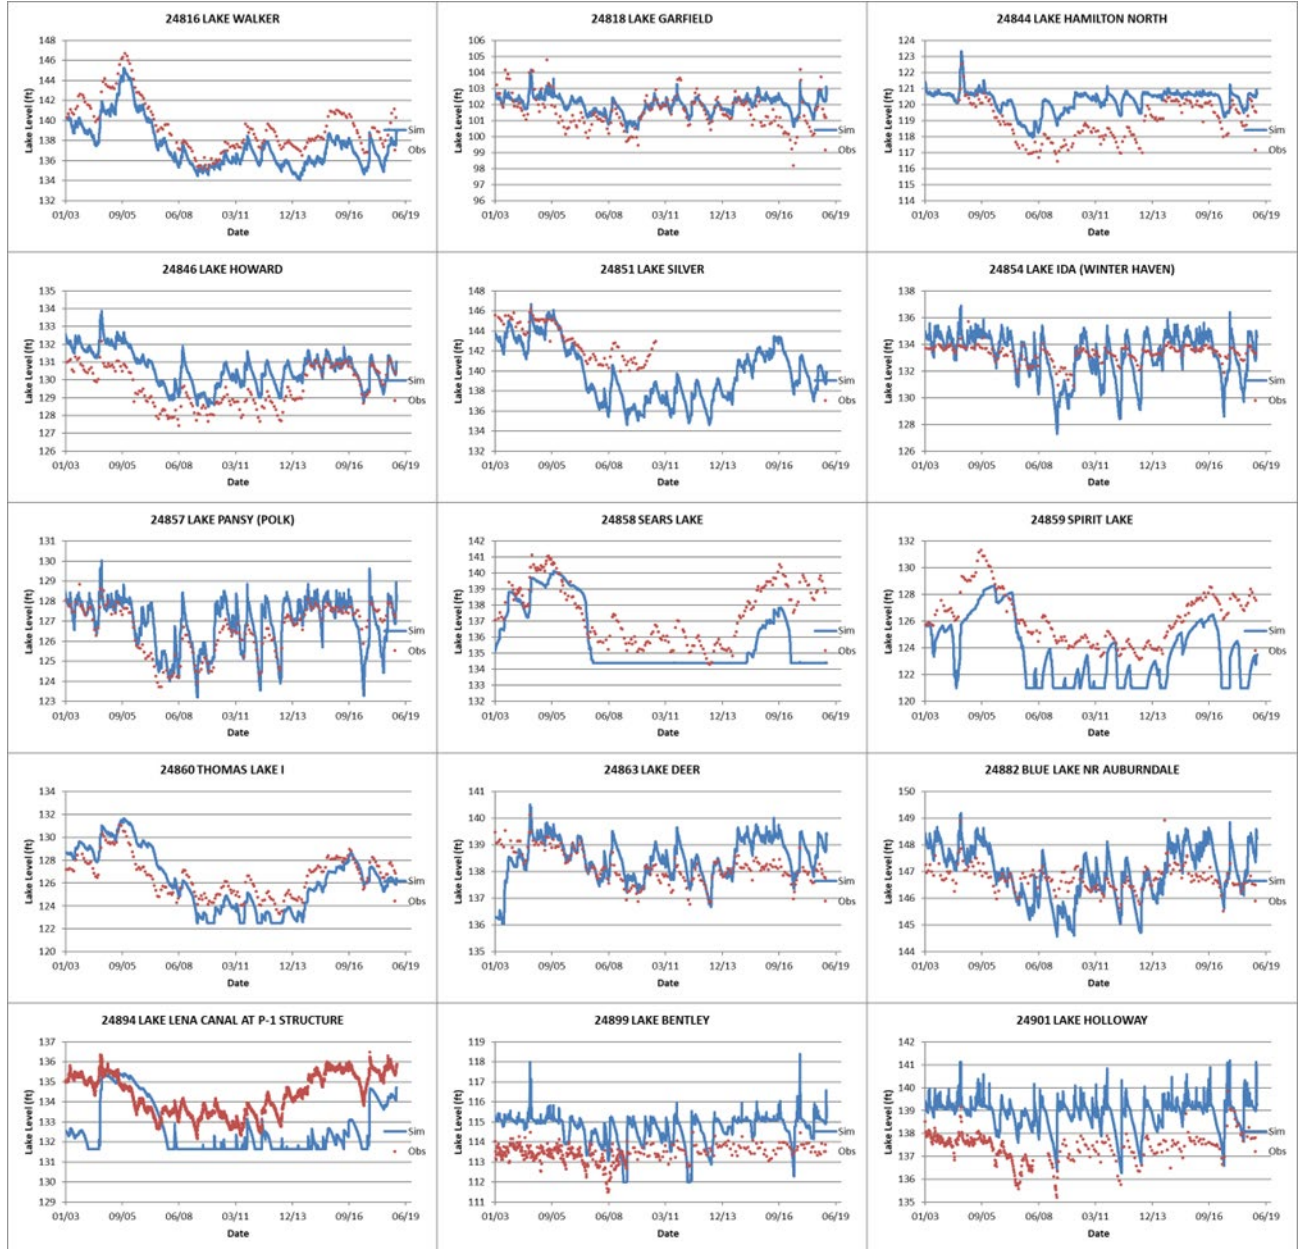 24816 LAKE WALKER
Lake Level (ft)
148
146
144
142
140
138
136
134
132
Sim
Obs
01/03 09/05 06/08 03/11 12/13 09/16 06/19
Date
24818 LAKE GARFIELD
Lake Level (ft)
106
105
104
103
102
101
100
99
98
97
96
Sim
Obs
01/03 09/05 06/08 03/11 12/13 09/16 06/19
Date
24844 LAKE HAMILTON NORTH
Lake Level (ft)
124
123
121
120
118
117
115
114
Sim
Obs
01/03 09/05 06/08 03/11 12/13 09/16 06/19
Date
24846 LAKE HOWARD
Lake Level (ft)
135
134
133
132
131
130
129
128
127
126
Sim
Obs
01/03 09/05 06/08 03/11 12/13 09/16 06/19
Date
24851 LAKE SILVER
Lake Level (ft)
148
146
144
142
140
138
136
134
132
Sim
Obs
01/03 09/05 06/08 03/11 12/13 09/16 06/19
Date
24854 LAKE IDA (WINTER HAVEN)
Lake Level (ft)
138
136
134
132
130
128
126
Sim
Obs
01/03 09/05 06/08 03/11 12/13 09/16 06/19
Date
24857 LAKE PANSY (POLK)
Lake Level (ft)
131
130
129
128
127
126
125
124
123
Sim
Obs
01/03 09/05 06/08 03/11 12/13 09/16 06/19
Date
24858 SEARS LAKE
Lake Level (ft)
142
141
140
139
138
137
136
135
134
133
132
Sim
Obs
01/03 09/05 06/08 03/11 12/13 09/16 06/19
Date
24859 SPIRIT LAKE
Lake Level (ft)
132
130
128
126
124
122
120
Sim
Obs
01/03 09/05 06/08 03/11 12/13 09/16 06/19
Date
24860 THOMAS LAKE I
Lake Level (ft)
134
132
130
128
126
124
122
120
Sim
Obs
01/03 09/05 06/08 03/11 12/13 09/16 06/19
Date
24863 LAKE DEER
Lake Level (ft)
141
140
139
138
137
136
135
Sim
Obs
01/03 09/05 06/08 03/11 12/13 09/16 06/19
Date
24882 BLUE LAKE NR AUBURNDALE
Lake Level (ft)
150
149
148
147
146
145
144
Sim
Obs
01/03 09/05 06/08 03/11 12/13 09/16 06/19
Date
24894 LAKE LENA CANAL AT P-1 STRUCTURE
Lake Level (ft)
137
136
135
134
133
132
131
130
129
Sim
Obs
01/03 09/05 06/08 03/11 12/13 09/16 06/19
Date
24899 LAKE BENTLEY
Lake Level (ft)
119
118
117
116
115
114
113
112
111
Sim
Obs
01/03 09/05 06/08 03/11 12/13 09/16 06/19
Date
24901 LAKE HOLLOWAY
Lake Level (ft)
142
141
140
139
138
137
136
135
Sim
Obs
01/03 09/05 06/08 03/11 12/13 09/16 06/19
Date